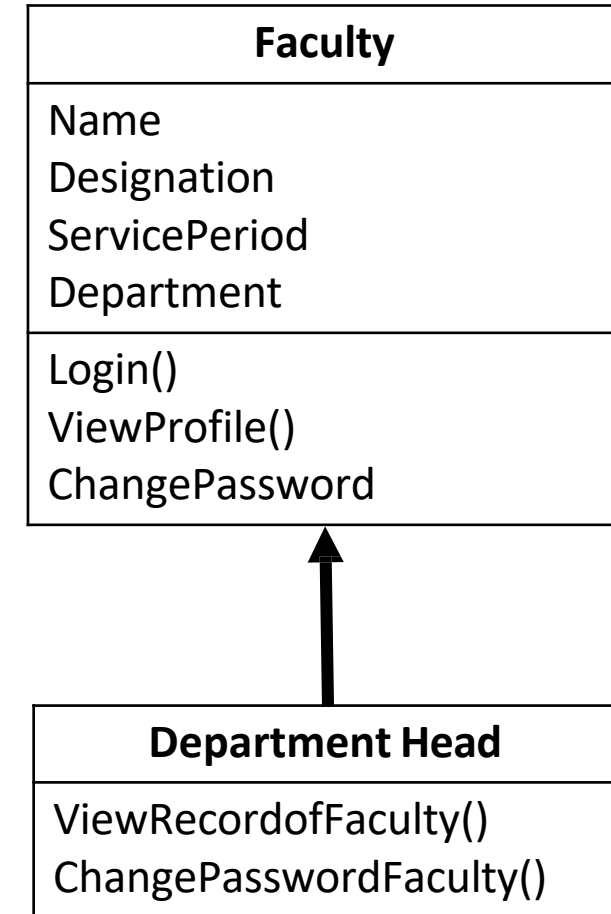 Faculty
Name
Designation
ServicePeriod
Department
Login()
ViewProfile()
ChangePassword
Department Head
ViewRecordofFaculty()
ChangePasswordFaculty()